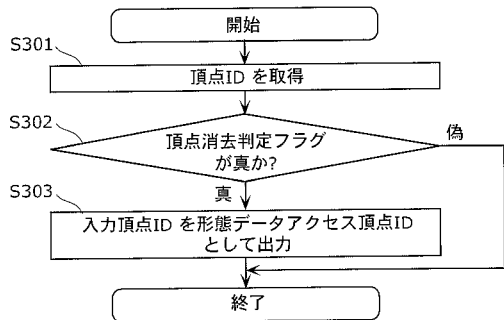 開始
S301
頂点ID を取得
S302
頂点消去判定フラグ
が真か?
偽
真
S303
入力頂点ID を形態データアクセス頂点ID
として出力
終了